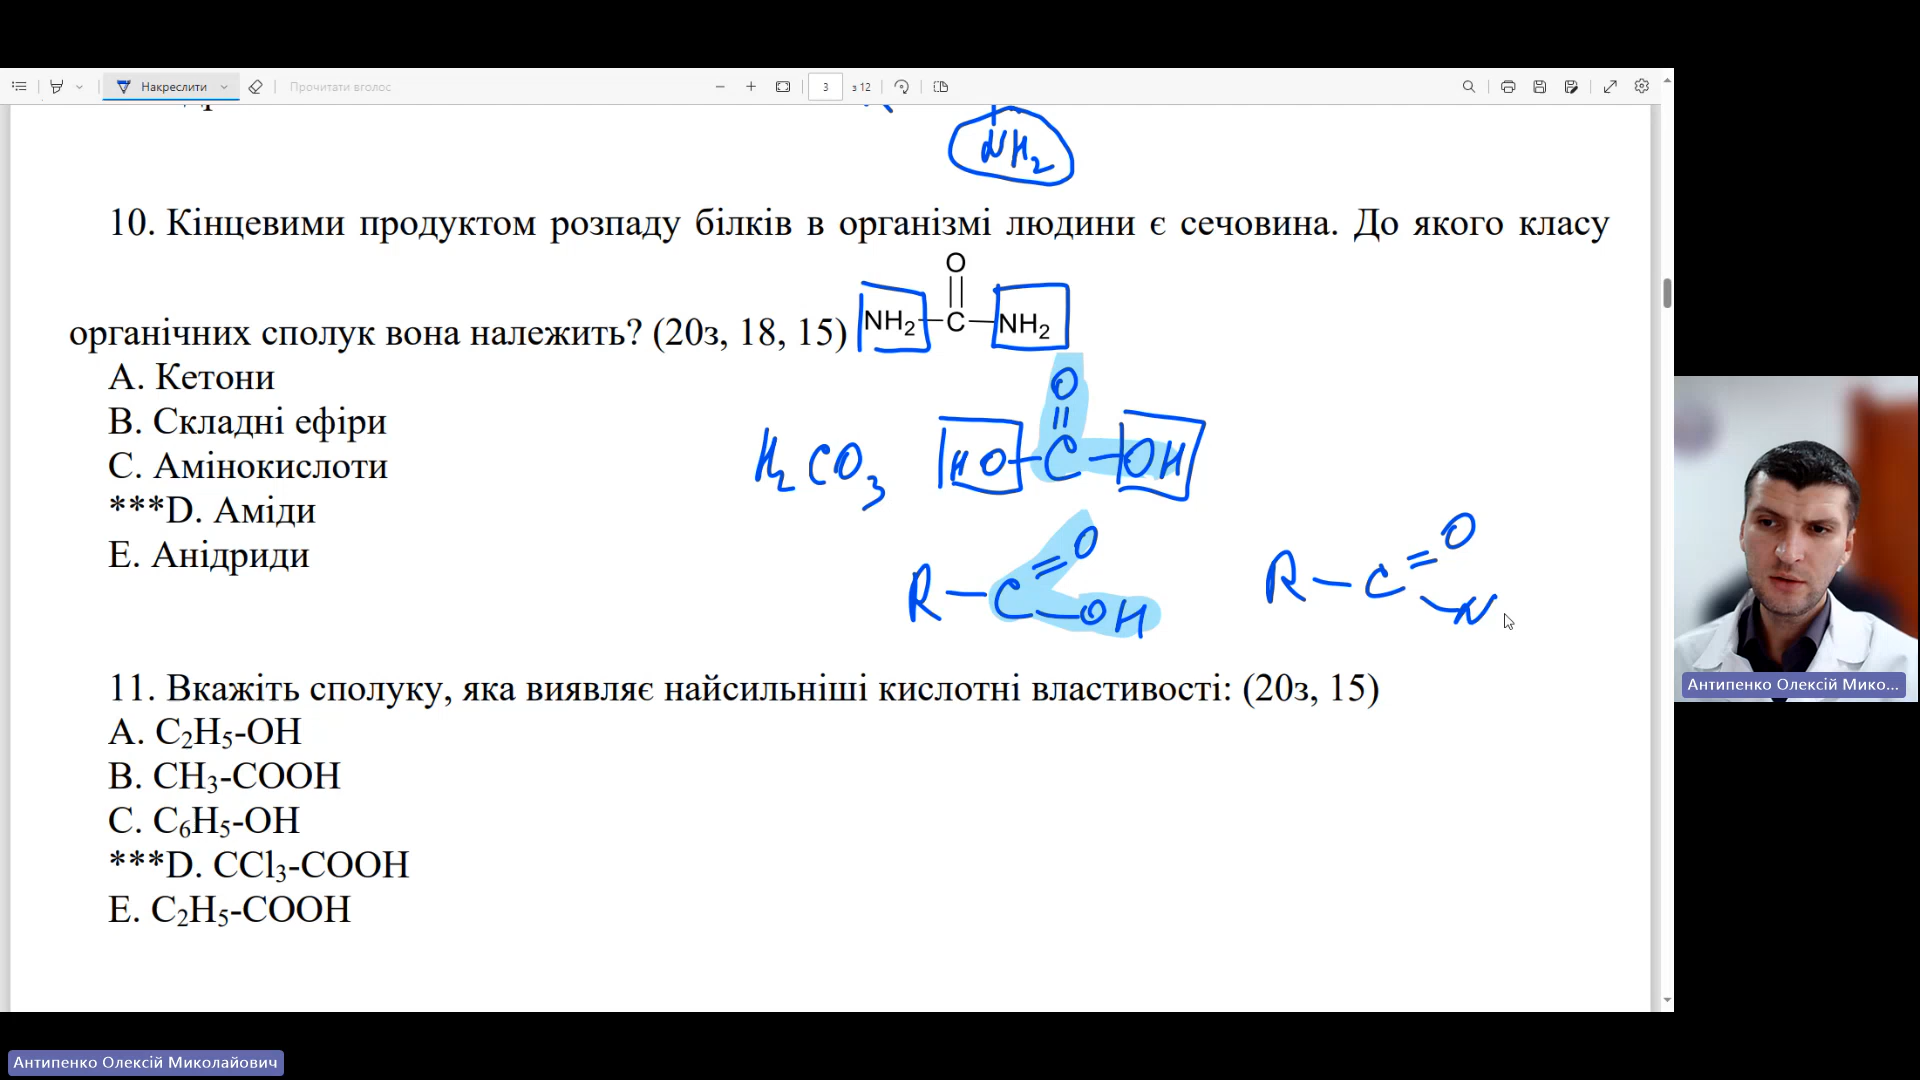 Накреслити
Прочитати вголос
3 з 12
NH2
10. Кінцевими продуктом розпаду білків в організмі людини є сечовина. До якого класу
O
органічних сполук вона належить? (20з, 18, 15) NH2 C NH2
A. Кетони
O
B. Складні ефіри
C. Амінокислоти
H2CO3 HO-C-OH
***D. Аміди
E. Анідриди
R-C=O OH
R-C=O N
11. Вкажіть сполуку, яка виявляє найсильніші кислотні властивості: (20з, 15)
A. C2H5-OH
B. CH3-COOH
C. C6H5-OH
***D. CCl3-COOH
E. C2H5-COOH
Антипенко Олексій Мико...
Антипенко Олексій Миколайович